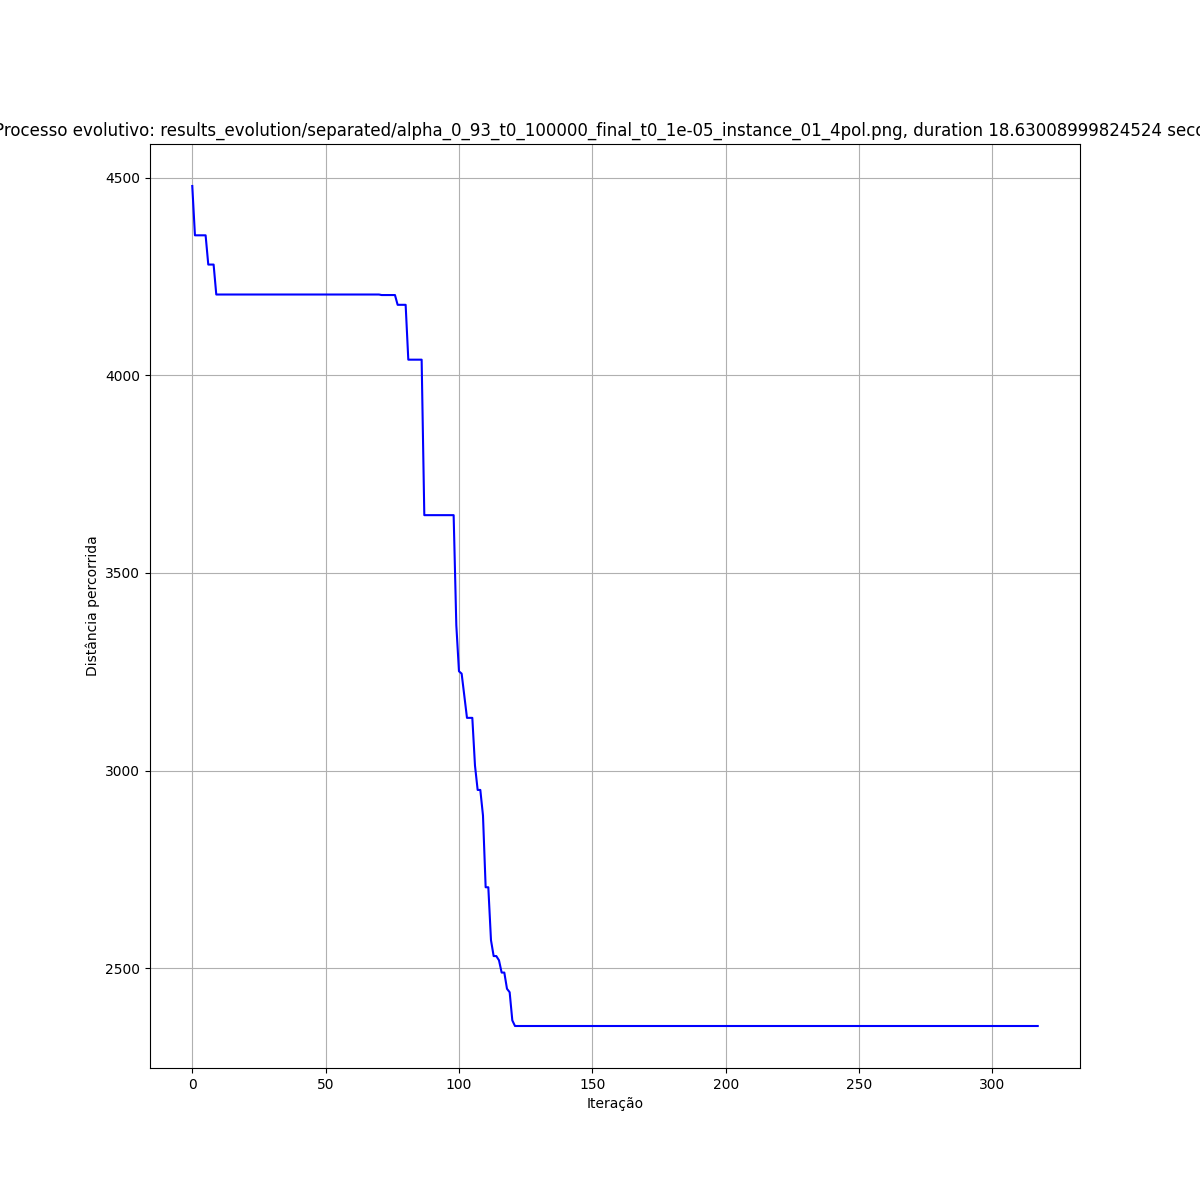 Processo evolutivo: results_evolution/separated/alpha_0_93_t0_100000_final_t0_1e-05_instance_01_4pol.png, duration 18.63008999824524
4500
4000
3500
3000
2500
Distância percorrida
0 50 100 150 200 250 300
Iteração